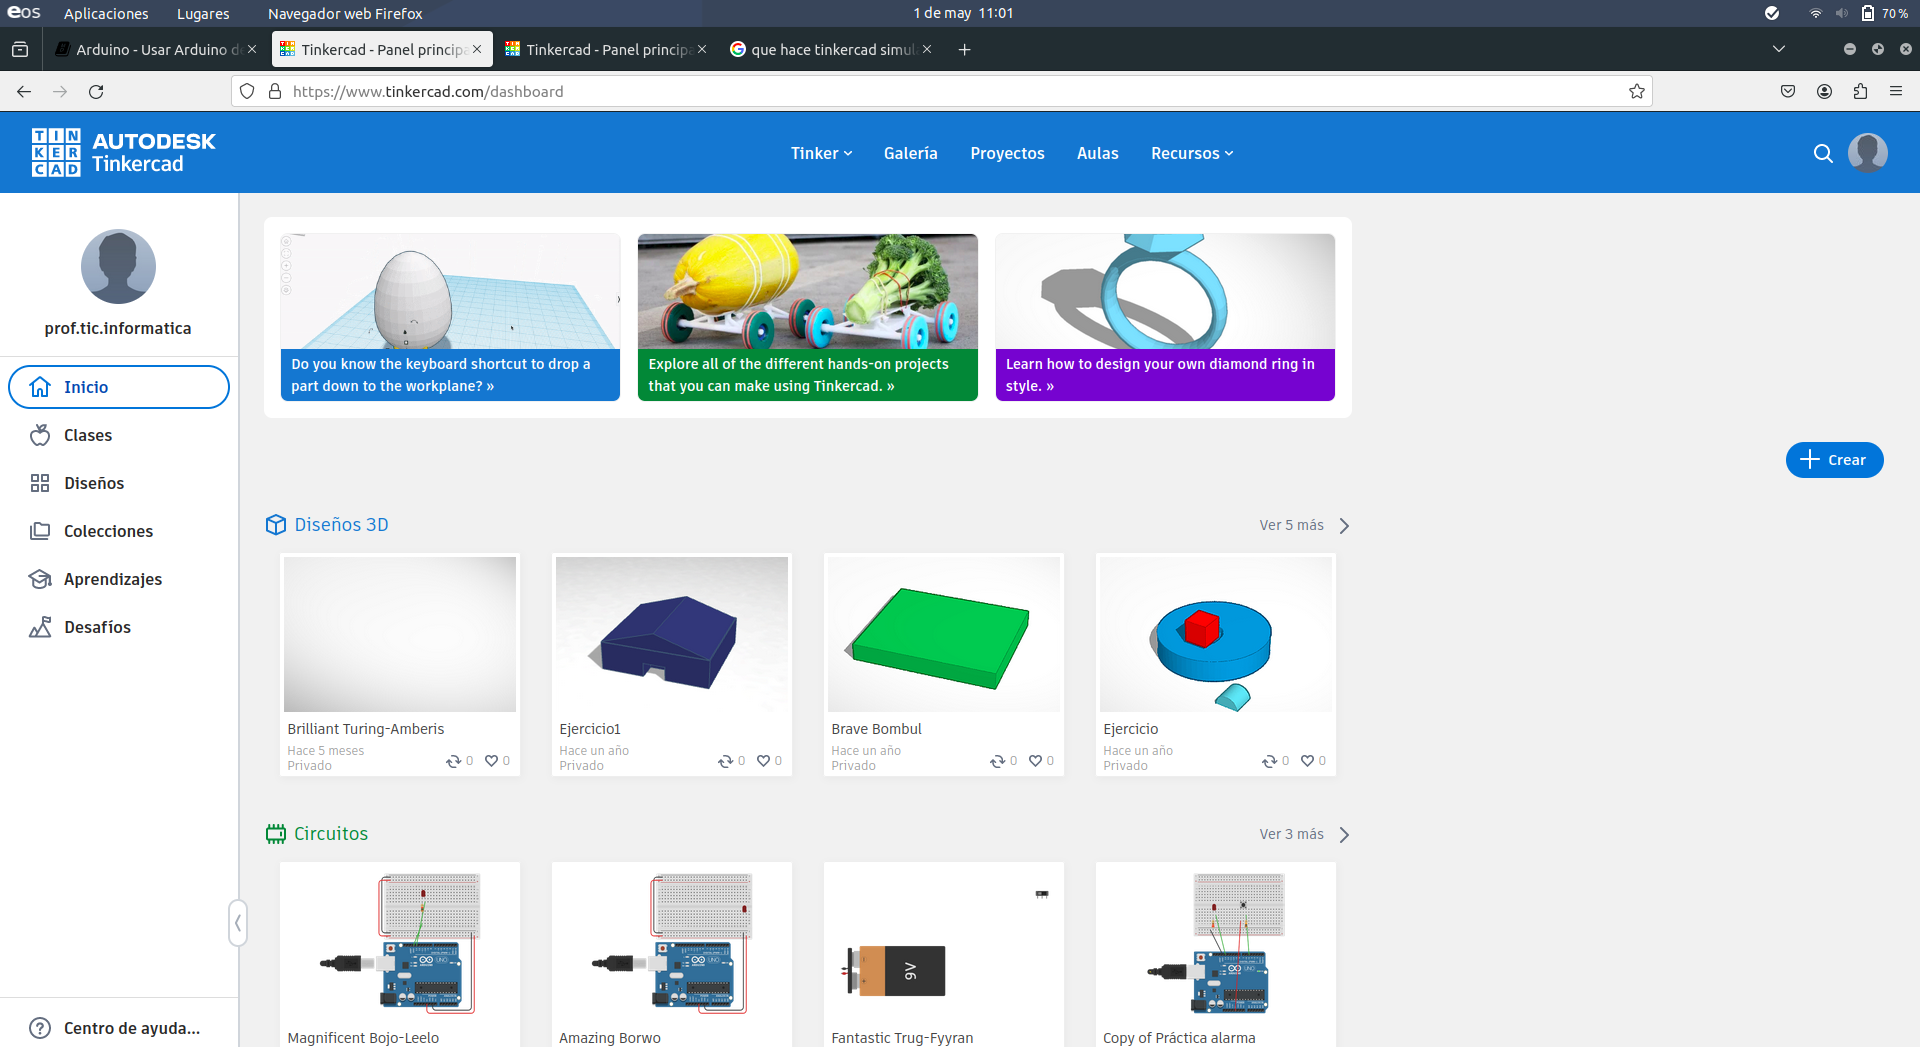 eos Aplicaciones Lugares Navegador web Firefox 1 de may 11:01 70 %
Arduino - Usar Arduino de Tinkercad - Panel principa Tinkercad - Panel principa que hace tinkercad simul
https://www.tinkercad.com/dashboard
TIN
KER
CAD
AUTODESK
Tinkercad
Tinker Galería Proyectos Aulas Recursos
prof.tic.informatica
Inicio
Clases
Diseños
Colecciones
Aprendizajes
Desafíos
Centro de ayuda...
Do you know the keyboard shortcut to drop a
part down to the workplane? »
Explore all of the different hands-on projects
that you can make using Tinkercad. »
Learn how to design your own diamond ring in
style. »
Crear
Diseños 3D Ver 5 más
Brilliant Turing-Amberis
Hace 5 meses
Privado 0 0
Ejercicio1
Hace un año
Privado 0 0
Brave Bombul
Hace un año
Privado 0 0
Ejercicio
Hace un año
Privado 0 0
Circuitos Ver 3 más
9V
Magnificent Bojo-Leelo
Amazing Borwo
Fantastic Trug-Fyyran
Copy of Práctica alarma